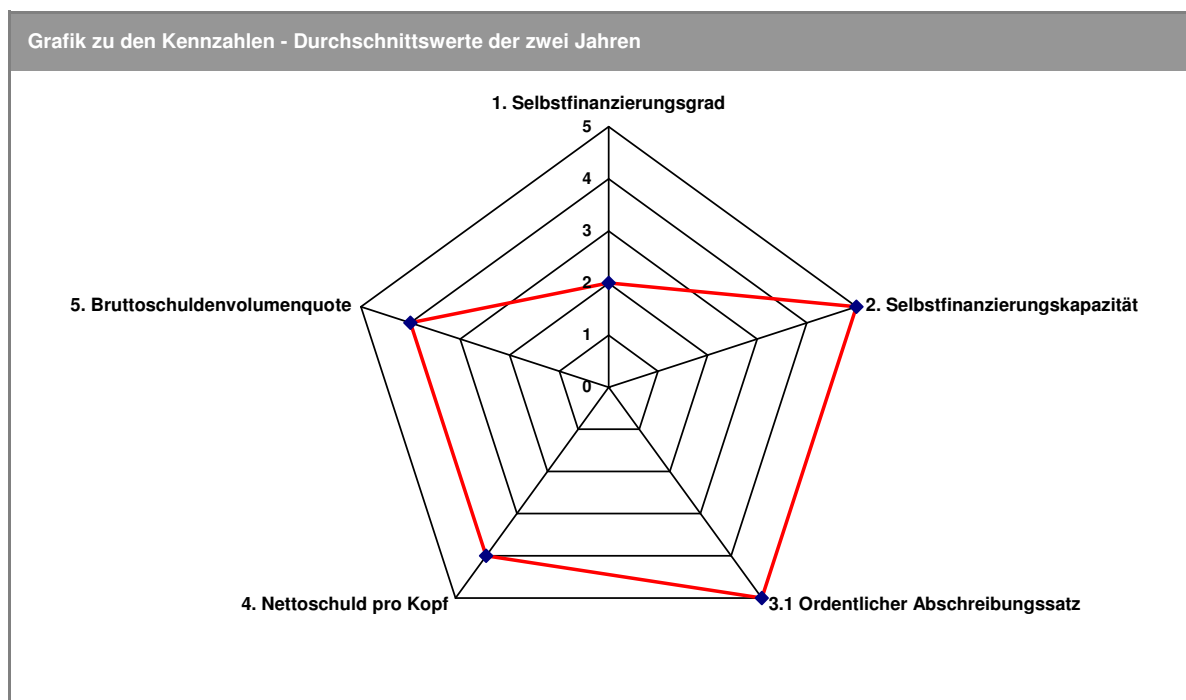 Grafik zu den Kennzahlen - Durchschnittswerte der zwei Jahren
1. Selbstfinanzierungsgrad
5
4
3
2
1
0
2. Selbstfinanzierungskapazität
5. Bruttoschuldenvolumenquote
4. Nettoschuld pro Kopf
3.1 Ordentlicher Abschreibungssatz